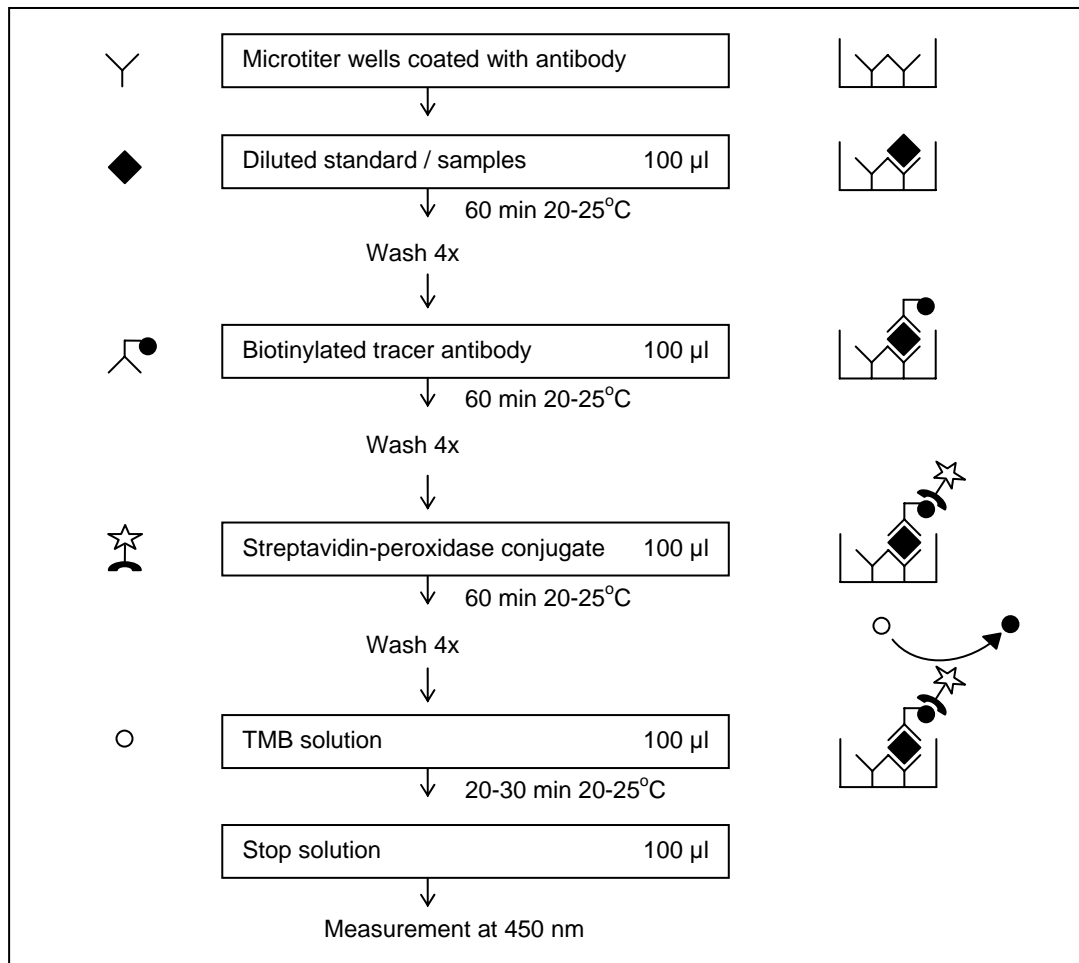 Microtiter wells coated with antibody
Diluted standard / samples 100 µl
60 min 20-25°C
Wash 4x
Biotinylated tracer antibody 100 µl
60 min 20-25°C
Wash 4x
Streptavidin-peroxidase conjugate 100 µl
60 min 20-25°C
Wash 4x
TMB solution 100 µl
20-30 min 20-25°C
Stop solution 100 µl
Measurement at 450 nm